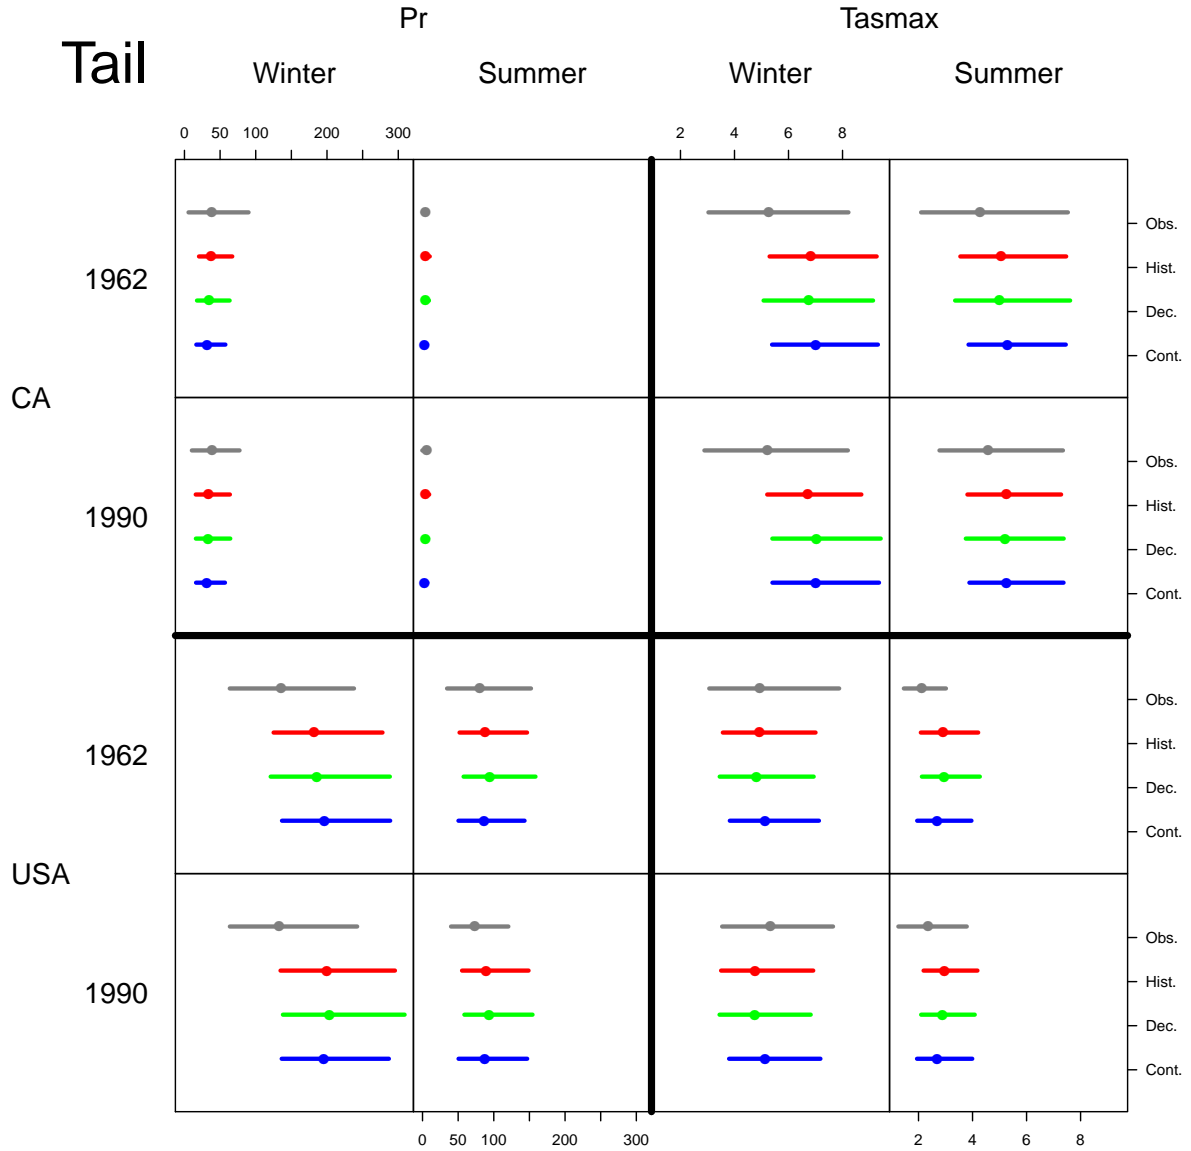 Pr Tasmax
Tail
Winter Summer Winter Summer
0 50 100 200 300 2 4 6 8
Obs.
Hist.
1962
Dec.
Cont.
CA
Obs.
Hist.
1990
Dec.
Cont.
Obs.
Hist.
1962
Dec.
Cont.
USA
Obs.
Hist.
1990
Dec.
Cont.
0 50 100 200 300 2 4 6 8